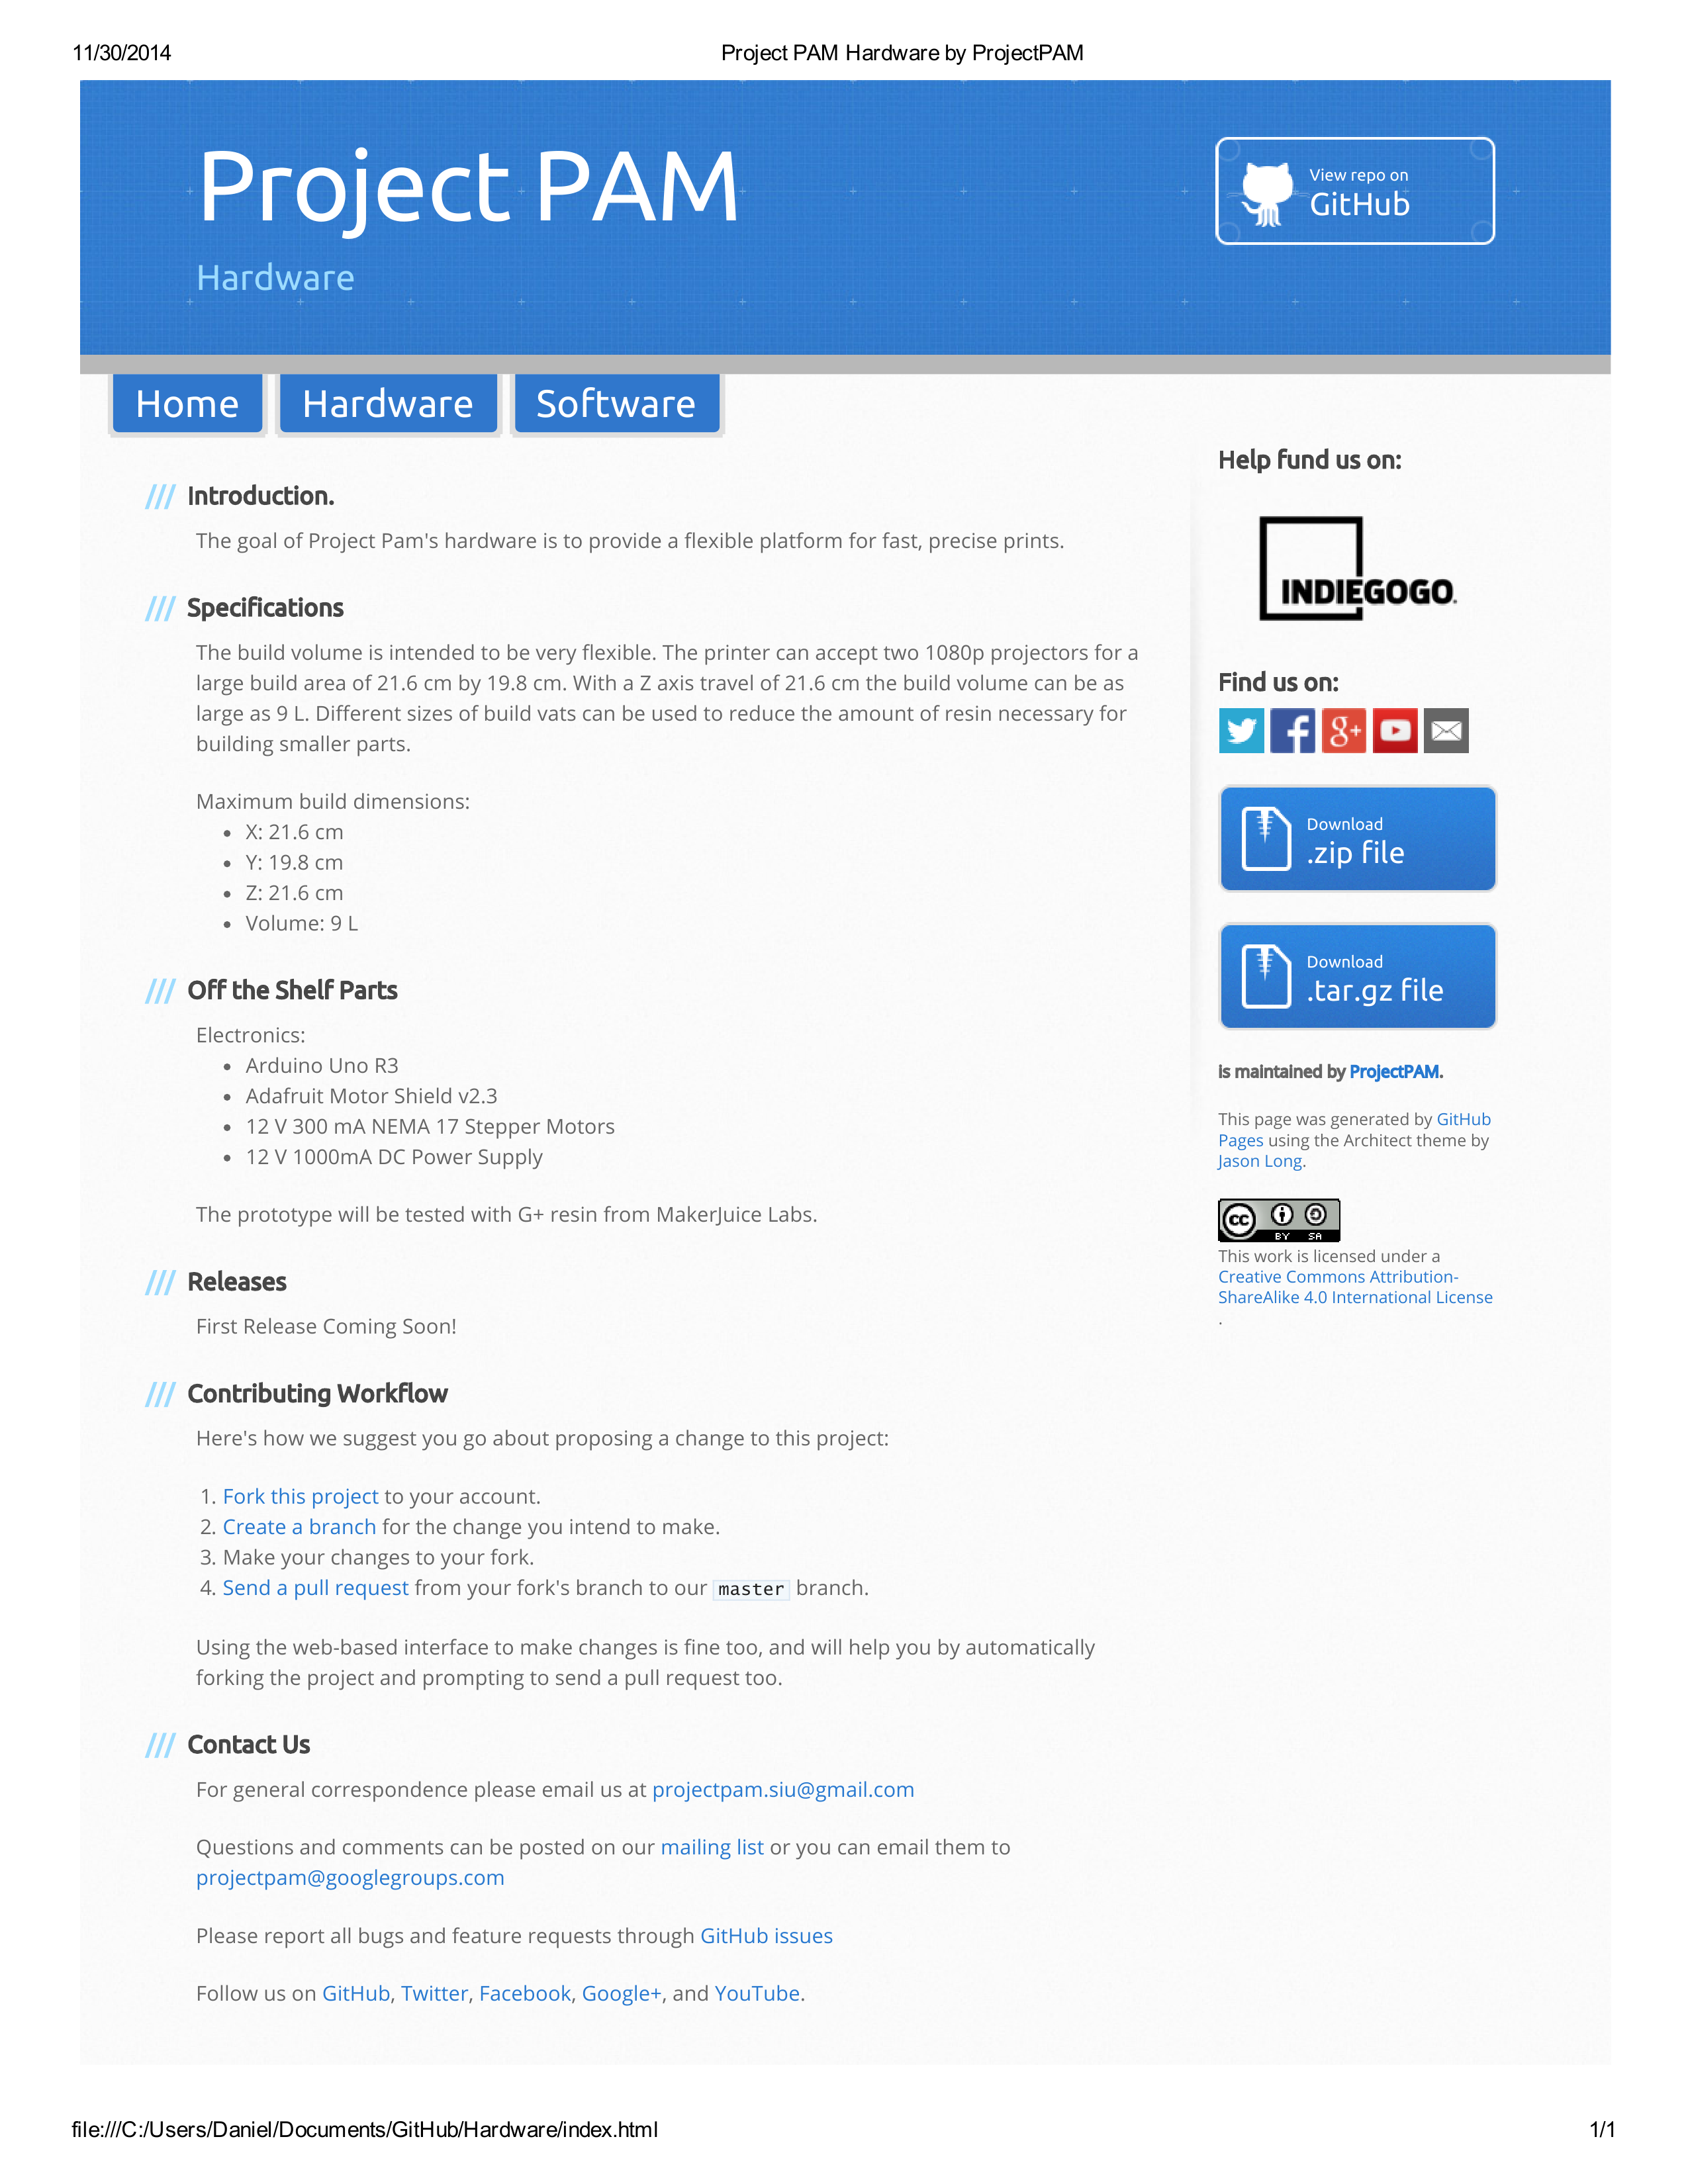 11/30/2014
Project PAM Hardware by ProjectPAM
Project PAM
Hardware
View repo on
GitHub
Home
Hardware
Software
Introduction.
The goal of Project Pam's hardware is to provide a flexible platform for fast, precise prints.
Specifications
The build volume is intended to be very flexible. The printer can accept two 1080p projectors for a
large build area of 21.6 cm by 19.8 cm. With a Z axis travel of 21.6 cm the build volume can be as
large as 9 L. Different sizes of build vats can be used to reduce the amount of resin necessary for
building smaller parts.
Maximum build dimensions:
• X: 21.6 cm
• Y: 19.8 cm
• Z: 21.6 cm
• Volume: 9 L
Off the Shelf Parts
Electronics:
• Arduino Uno R3
• Adafruit Motor Shield v2.3
• 12 V 300 mA NEMA 17 Stepper Motors
• 12 V 1000mA DC Power Supply
The prototype will be tested with G+ resin from MakerJuice Labs.
Releases
First Release Coming Soon!
Contributing Workflow
Here's how we suggest you go about proposing a change to this project:
1. Fork this project to your account.
2. Create a branch for the change you intend to make.
3. Make your changes to your fork.
4. Send a pull request from your fork's branch to our master branch.
Using the web-based interface to make changes is fine too, and will help you by automatically
forking the project and prompting to send a pull request too.
Contact Us
For general correspondence please email us at projectpam.siu@gmail.com
Questions and comments can be posted on our mailing list or you can email them to
projectpam@googlegroups.com
Please report all bugs and feature requests through GitHub issues
Follow us on GitHub, Twitter, Facebook, Google+, and YouTube.
Help fund us on:
INDIEGOGO.
Find us on:
Download
.zip file
Download
.tar.gz file
is maintained by ProjectPAM.
This page was generated by GitHub
Pages using the Architect theme by
Jason Long.
cc BY SA
This work is licensed under a
Creative Commons Attribution-
ShareAlike 4.0 International License
.
file:///C:/Users/Daniel/Documents/GitHub/Hardware/index.html
1/1